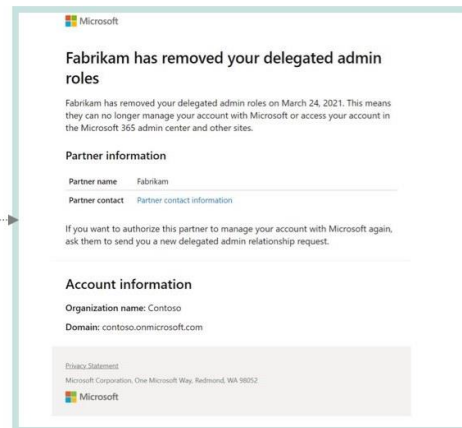 Microsoft
Fabrikam has removed your delegated admin
roles
Fabrikam has removed your delegated admin roles on March 24, 2021. This means
they can no longer manage your account with Microsoft or access your account in
the Microsoft 365 admin center and other sites.
Partner information
Partner name Fabrikam
Partner contact Partner contact information
If you want to authorize this partner to manage your account with Microsoft again,
ask them to send you a new delegated admin relationship request.
Account information
Organization name: Contoso
Domain: contoso.onmicrosoft.com
Privacy Statement
Microsoft Corporation, One Microsoft Way, Redmond, WA 98052
Microsoft